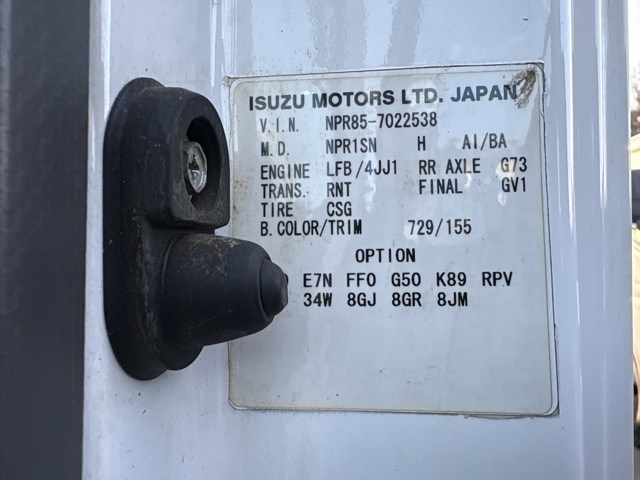 ISUZU MOTORS LTD. JAPAN
V.I.N. NPR85-7022538
M.D. NPR1SN H AI/BA
ENGINE LFB/4JJ1 RR AXLE G73
TRANS. RNT FINAL GV1
TIRE CSG
B.COLOR/TRIM 729/155
OPTION
E7N FF0 G50 K89 RPV
34W 8GJ 8GR 8JM